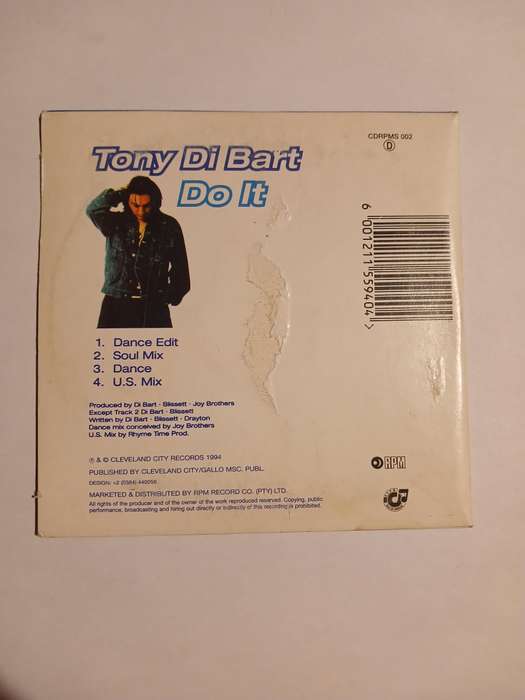 CDRPMS 002
D
Tony Di Bart
Do It
6 001211 559404 >
1. Dance Edit
2. Soul Mix
3. Dance
4. U.S. Mix
Produced by Di Bart - Blissett - Joy Brothers
Except Track 2 Di Bart - Blissett
Written by Di Bart - Blissett - Drayton
Dance mix conceived by Joy Brothers
U.S. Mix by Rhyme Time Prod.
℗ & © CLEVELAND CITY RECORDS 1994
PUBLISHED BY CLEVELAND CITY/GALLO MSC. PUBL.
DESIGN: +2 (0384) 440056
MARKETED & DISTRIBUTED BY RPM RECORD CO. (PTY) LTD.
All rights of the producer and of the owner of the work reproduced reserved. Copying, public
performance, broadcasting and hiring out directly or indirectly of this recording is prohibited.
RPM